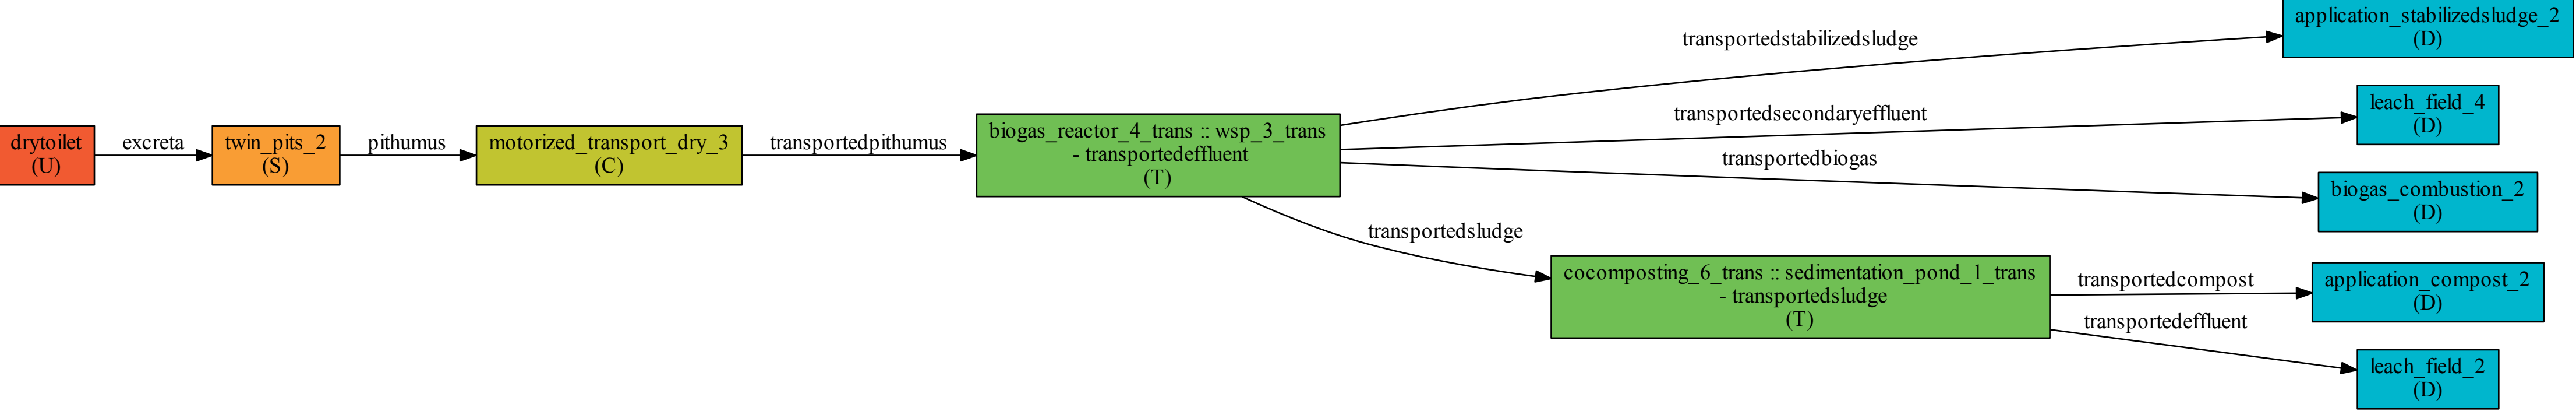 drytoilet
(U)
excreta
twin_pits_2
(S)
pithumus
motorized_transport_dry_3
(C)
transportedpithumus
biogas_reactor_4_trans :: wsp_3_trans
- transportedeffluent
(T)
transportedstabilizedsludge
application_stabilizedsludge_2
(D)
transportedsecondaryeffluent
leach_field_4
(D)
transportedbiogas
biogas_combustion_2
(D)
transportedsludge
cocomposting_6_trans :: sedimentation_pond_1_trans
- transportedsludge
(T)
transportedcompost
application_compost_2
(D)
transportedeffluent
leach_field_2
(D)